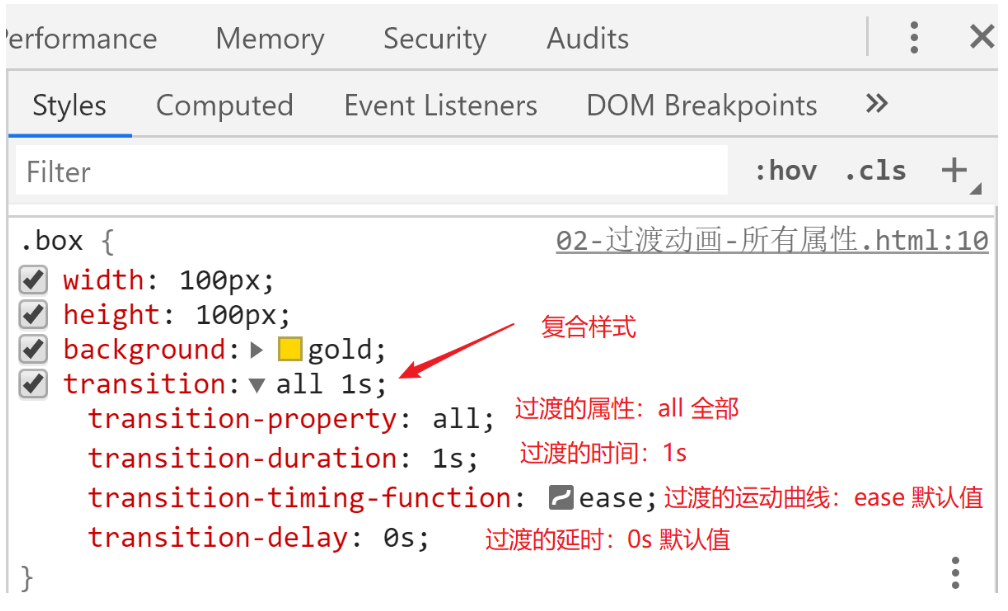 erformance Memory Security Audits
Styles Computed Event Listeners DOM Breakpoints »
Filter :hov .cls +
.box { 02-过渡动画-所有属性.html:10
width: 100px;
height: 100px;
复合样式
background: gold;
transition: all 1s;
transition-property: all; 过渡的属性：all 全部
transition-duration: 1s; 过渡的时间：1s
transition-timing-function: ease; 过渡的运动曲线：ease 默认值
transition-delay: 0s; 过渡的延时：0s 默认值
}